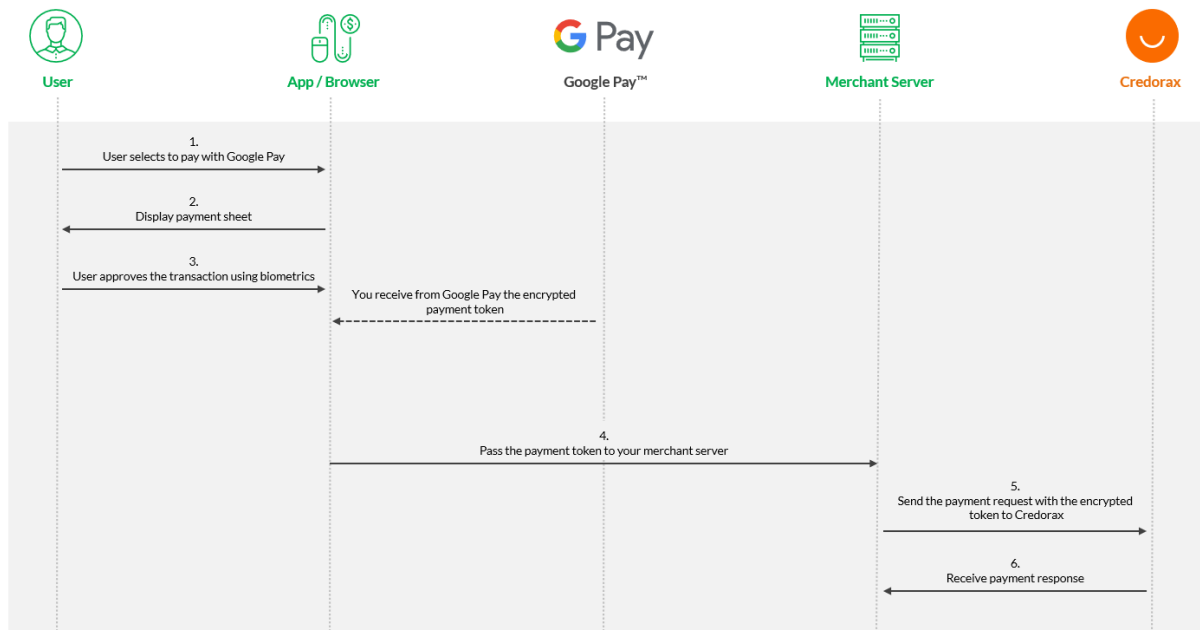 G Pay
User
App / Browser
Google Pay™
Merchant Server
Credorax
1.
User selects to pay with Google Pay
2.
Display payment sheet
3.
User approves the transaction using biometrics
You receive from Google Pay the encrypted
payment token
4.
Pass the payment token to your merchant server
5.
Send the payment request with the encrypted
token to Credorax
6.
Receive payment response